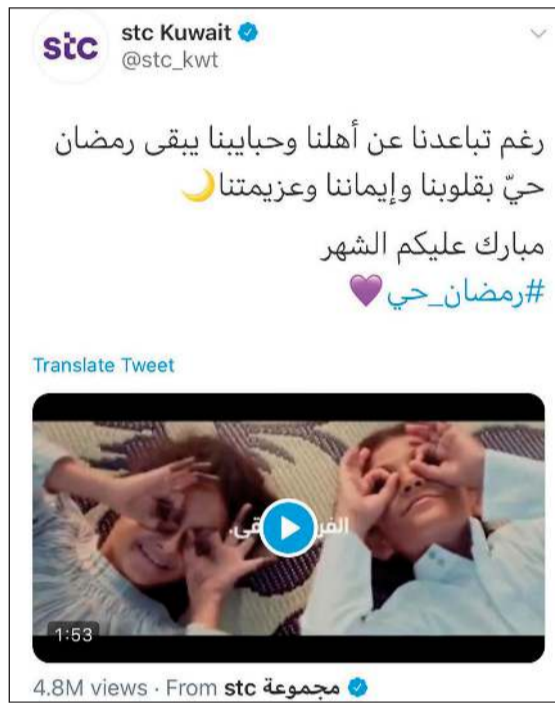 stc
stc Kuwait
@stc_kwt
رغم تباعدنا عن أهلنا وحبايبنا يبقى رمضان
حيّ بقلوبنا وإيماننا وعزيمتنا🌙
مبارك عليكم الشهر
#رمضان_حي💜
Translate Tweet
1:53
4.8M views · From stc مجموعة